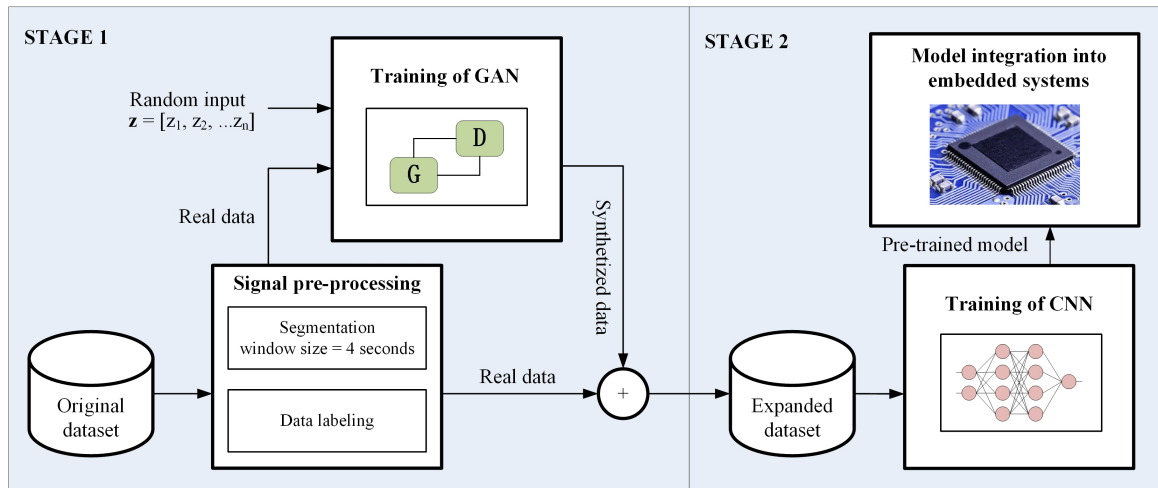 STAGE 1
Training of GAN
Random input
z = [z₁, z₂, ...zₙ]
D
G
Real data
Synthetized data
Signal pre-processing
Segmentation
window size = 4 seconds
Data labeling
Original
dataset
Real data
+
STAGE 2
Model integration into
embedded systems
Pre-trained model
Training of CNN
Expanded
dataset